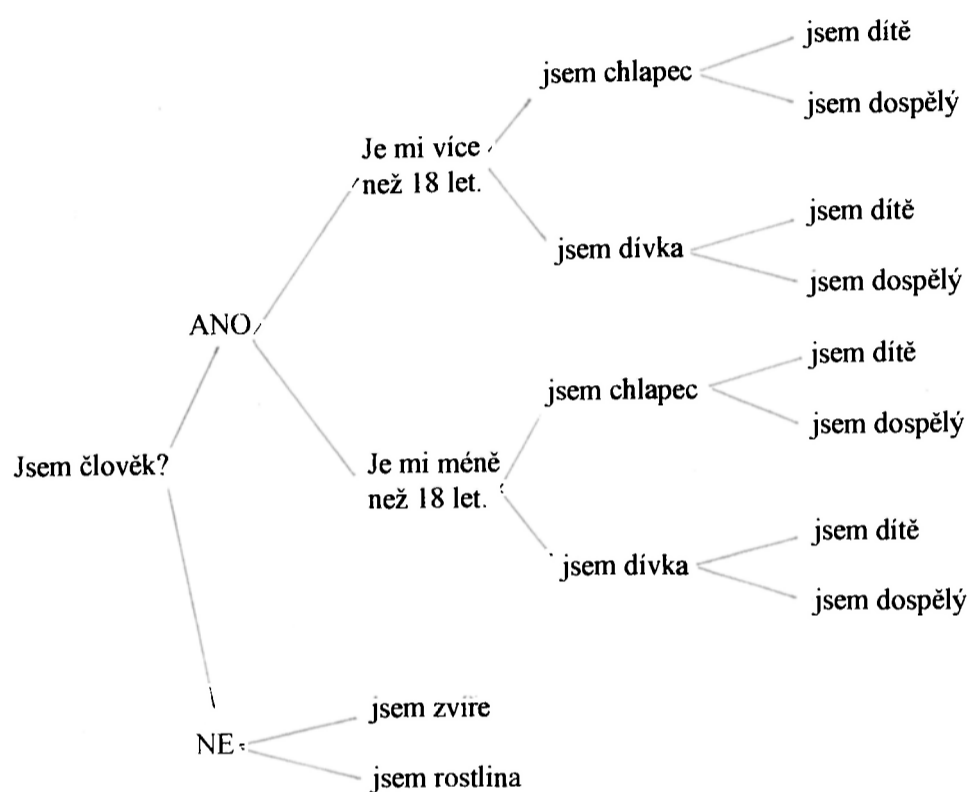 jsem dítě
jsem chlapec
jsem dospělý
Je mi více
než 18 let.
jsem dítě
jsem dívka
jsem dospělý
ANO
jsem dítě
jsem chlapec
jsem dospělý
Jsem člověk?
Je mi méně
než 18 let.
jsem dítě
jsem dívka
jsem dospělý
jsem zvíře
NE
jsem rostlina